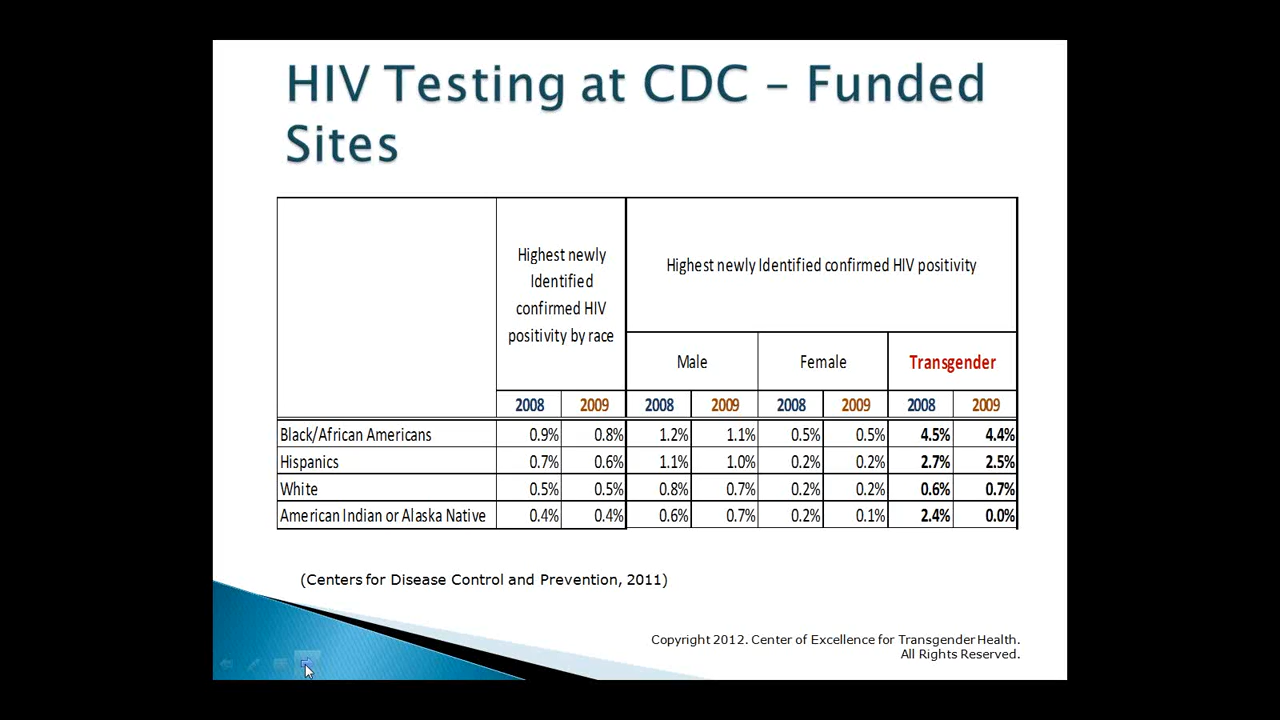 HIV Testing at CDC – Funded
Sites
Highest newly
Identified
confirmed HIV
positivity by race
Highest newly Identified confirmed HIV positivity
Male Female Transgender
2008 2009 2008 2009 2008 2009 2008 2009
Black/African Americans 0.9% 0.8% 1.2% 1.1% 0.5% 0.5% 4.5% 4.4%
Hispanics 0.7% 0.6% 1.1% 1.0% 0.2% 0.2% 2.7% 2.5%
White 0.5% 0.5% 0.8% 0.7% 0.2% 0.2% 0.6% 0.7%
American Indian or Alaska Native 0.4% 0.4% 0.6% 0.7% 0.2% 0.1% 2.4% 0.0%
(Centers for Disease Control and Prevention, 2011)
Copyright 2012. Center of Excellence for Transgender Health.
All Rights Reserved.